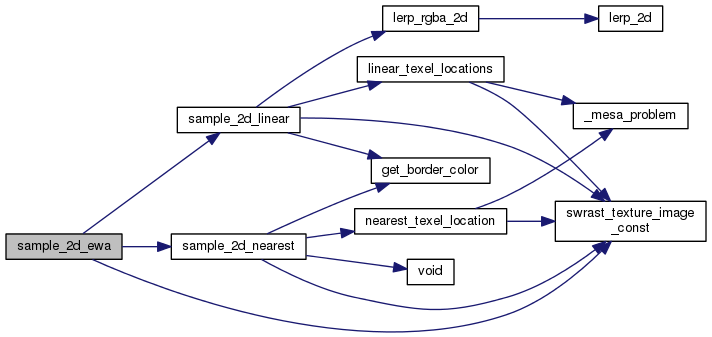 lerp_rgba_2d
lerp_2d
linear_texel_locations
sample_2d_linear
_mesa_problem
get_border_color
nearest_texel_location
swrast_texture_image
_const
sample_2d_ewa
sample_2d_nearest
void